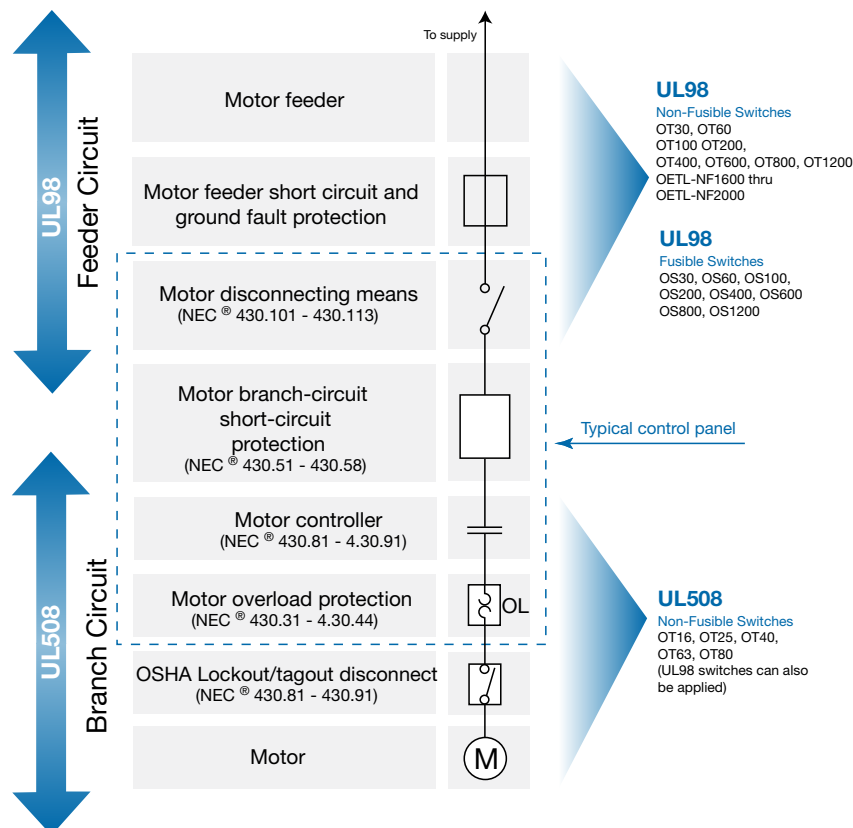 To supply
UL98
Feeder Circuit
Motor feeder
Motor feeder short circuit and
ground fault protection
Motor disconnecting means
(NEC ® 430.101 - 430.113)
Motor branch-circuit
short-circuit
protection
(NEC ® 430.51 - 430.58)
Motor controller
(NEC ® 430.81 - 4.30.91)
Motor overload protection
(NEC ® 430.31 - 4.30.44)
OL
OSHA Lockout/tagout disconnect
(NEC ® 430.81 - 430.91)
Motor
M
UL508
Branch Circuit
UL98
Non-Fusible Switches
OT30, OT60
OT100 OT200,
OT400, OT600, OT800, OT1200
OETL-NF1600 thru
OETL-NF2000
UL98
Fusible Switches
OS30, OS60, OS100,
OS200, OS400, OS600
OS800, OS1200
Typical control panel
UL508
Non-Fusible Switches
OT16, OT25, OT40,
OT63, OT80
(UL98 switches can also
be applied)